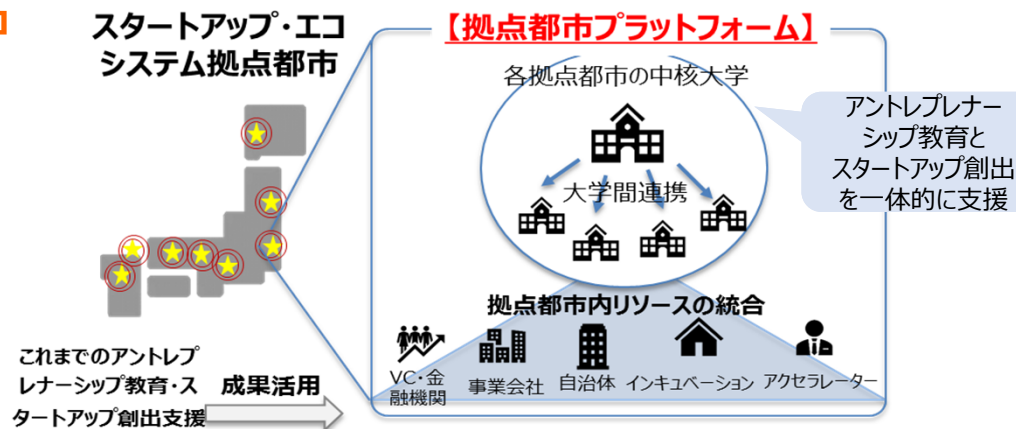 スタートアップ・エコ
システム拠点都市
【拠点都市プラットフォーム】
各拠点都市の中核大学
大学間連携
アントレプレナー
シップ教育と
スタートアップ創出
を一体的に支援
拠点都市内リソースの統合
VC・金
融機関
事業会社
自治体
インキュベーション
アクセラレーター
これまでのアントレプ
レナーシップ教育・ス
タートアップ創出支援
成果活用